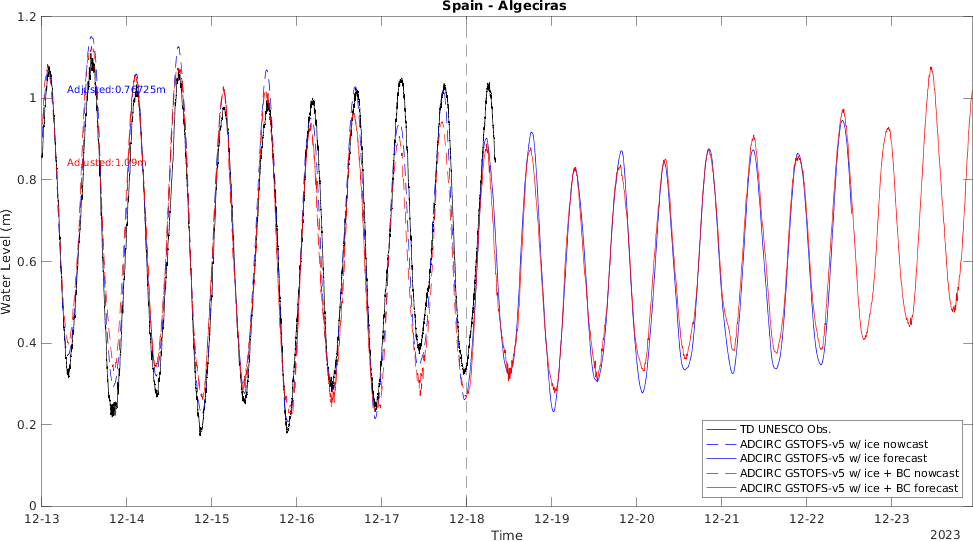 Spain - Algeciras
1.2
1
0.8
0.6
0.4
0.2
0
Water Level (m)
Adjusted:0.76725m
Adjusted:1.09m
TD UNESCO Obs.
ADCIRC GSTOFS-v5 w/ ice nowcast
ADCIRC GSTOFS-v5 w/ ice forecast
ADCIRC GSTOFS-v5 w/ ice + BC nowcast
ADCIRC GSTOFS-v5 w/ ice + BC forecast
12-13 12-14 12-15 12-16 12-17 12-18 12-19 12-20 12-21 12-22 12-23
Time
2023